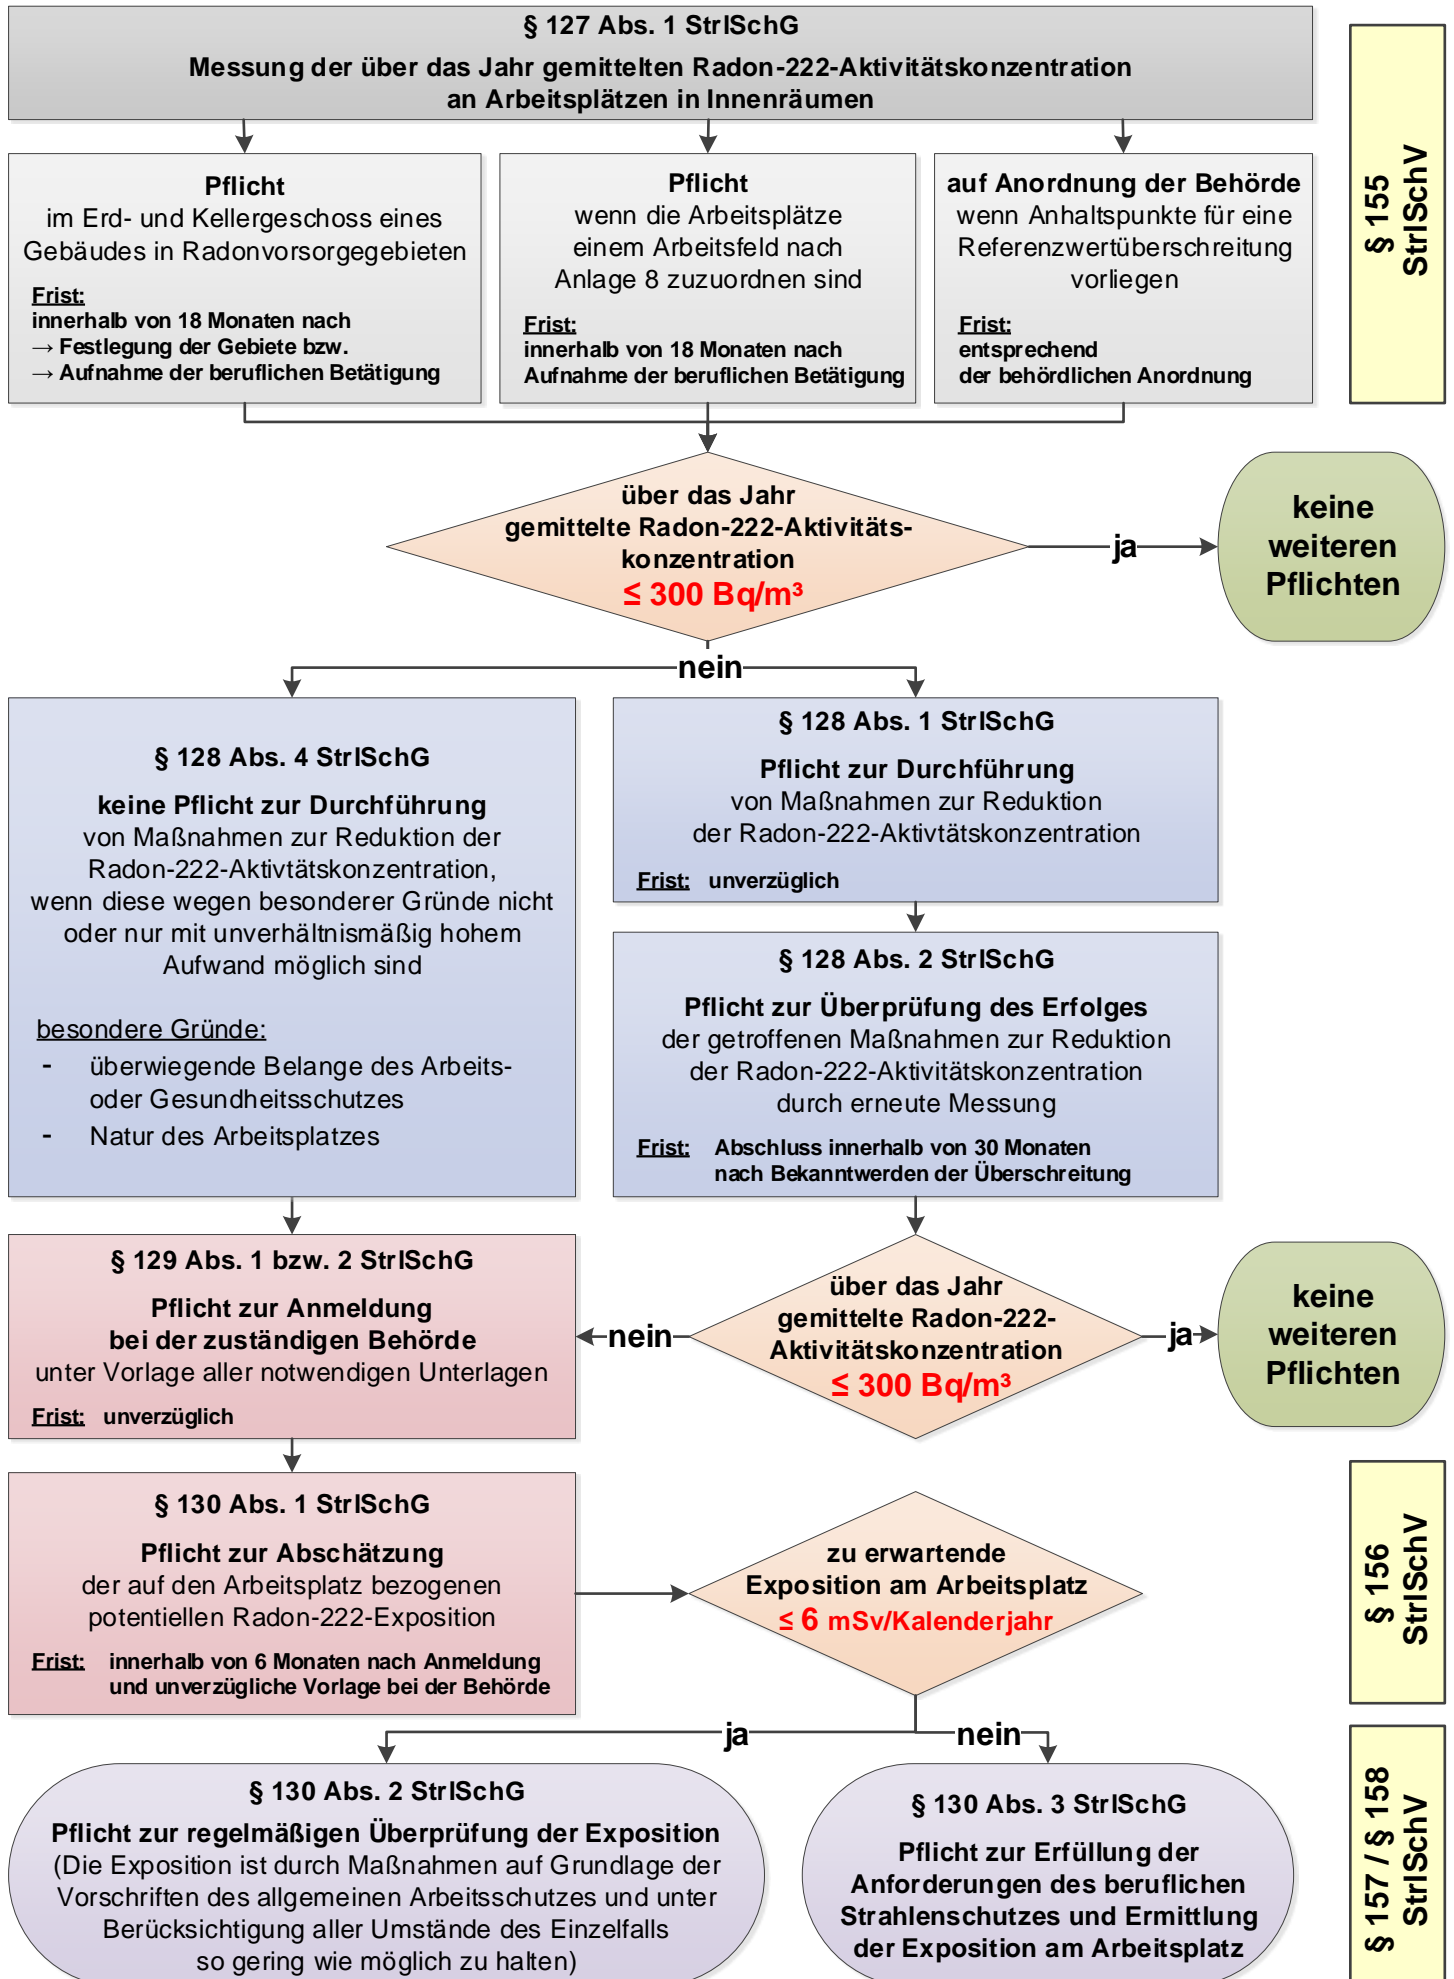 § 127 Abs. 1 StrlSchG
Messung der über das Jahr gemittelten Radon-222-Aktivitätskonzentration
an Arbeitsplätzen in Innenräumen
§ 155
StrlSchV
Pflicht
im Erd- und Kellergeschoss eines
Gebäudes in Radonvorsorgegebieten
Frist:
innerhalb von 18 Monaten nach
→ Festlegung der Gebiete bzw.
→ Aufnahme der beruflichen Betätigung
Pflicht
wenn die Arbeitsplätze
einem Arbeitsfeld nach
Anlage 8 zuzuordnen sind
Frist:
innerhalb von 18 Monaten nach
Aufnahme der beruflichen Betätigung
auf Anordnung der Behörde
wenn Anhaltspunkte für eine
Referenzwertüberschreitung
vorliegen
Frist:
entsprechend
der behördlichen Anordnung
über das Jahr
gemittelte Radon-222-Aktivitäts-
konzentration
≤ 300 Bq/m³
ja
keine
weiteren
Pflichten
nein
§ 128 Abs. 4 StrlSchG
keine Pflicht zur Durchführung
von Maßnahmen zur Reduktion der
Radon-222-Aktivtätskonzentration,
wenn diese wegen besonderer Gründe nicht
oder nur mit unverhältnismäßig hohem
Aufwand möglich sind
besondere Gründe:
- überwiegende Belange des Arbeits-
oder Gesundheitsschutzes
- Natur des Arbeitsplatzes
§ 128 Abs. 1 StrlSchG
Pflicht zur Durchführung
von Maßnahmen zur Reduktion
der Radon-222-Aktivtätskonzentration
Frist: unverzüglich
§ 128 Abs. 2 StrlSchG
Pflicht zur Überprüfung des Erfolges
der getroffenen Maßnahmen zur Reduktion
der Radon-222-Aktivitätskonzentration
durch erneute Messung
Frist: Abschluss innerhalb von 30 Monaten
nach Bekanntwerden der Überschreitung
§ 129 Abs. 1 bzw. 2 StrlSchG
Pflicht zur Anmeldung
bei der zuständigen Behörde
unter Vorlage aller notwendigen Unterlagen
Frist: unverzüglich
nein
über das Jahr
gemittelte Radon-222-
Aktivitätskonzentration
≤ 300 Bq/m³
ja
keine
weiteren
Pflichten
§ 130 Abs. 1 StrlSchG
Pflicht zur Abschätzung
der auf den Arbeitsplatz bezogenen
potentiellen Radon-222-Exposition
Frist: innerhalb von 6 Monaten nach Anmeldung
und unverzügliche Vorlage bei der Behörde
zu erwartende
Exposition am Arbeitsplatz
≤ 6 mSv/Kalenderjahr
§ 156
StrlSchV
ja
nein
§ 130 Abs. 2 StrlSchG
Pflicht zur regelmäßigen Überprüfung der Exposition
(Die Exposition ist durch Maßnahmen auf Grundlage der
Vorschriften des allgemeinen Arbeitsschutzes und unter
Berücksichtigung aller Umstände des Einzelfalls
so gering wie möglich zu halten)
§ 130 Abs. 3 StrlSchG
Pflicht zur Erfüllung der
Anforderungen des beruflichen
Strahlenschutzes und Ermittlung
der Exposition am Arbeitsplatz
§ 157 / § 158
StrlSchV